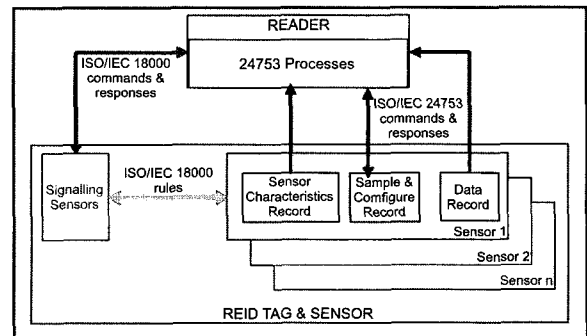 READER
24753 Processes
ISO/IEC 18000
commands &
responses
ISO/IEC 24753
commands &
responses
Signalling
Sensors
ISO/IEC 18000
rules
Sensor
Characteristics
Record
Sample &
Configure
Record
Data
Record
Sensor 1
Sensor 2
Sensor n
REID TAG & SENSOR